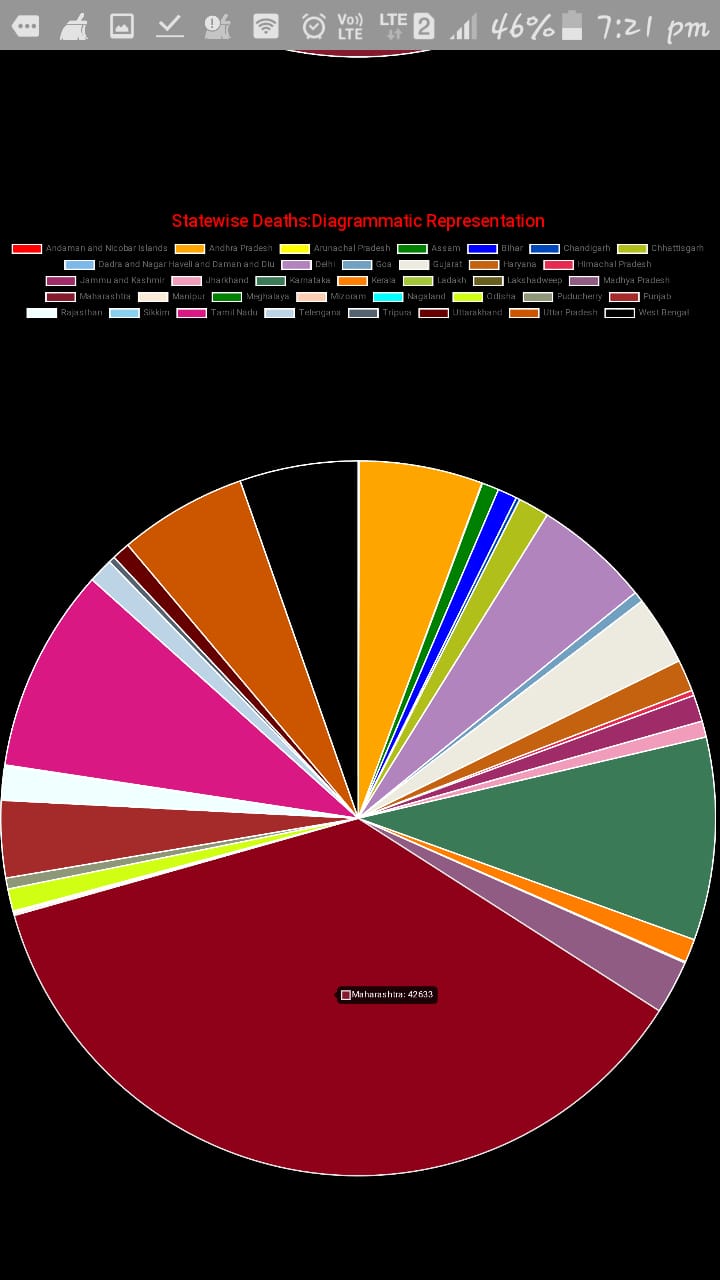 Vo)) LTE LTE 2 46% 7:21 pm
Statewise Deaths:Diagrammatic Representation
Andaman and Nicobar Islands Andhra Pradesh Arunachal Pradesh Assam Bihar Chandigarh Chhattisgarh
Dadra and Nagar Haveli and Daman and Diu Delhi Goa Gujarat Haryana Himachal Pradesh
Jammu and Kashmir Jharkhand Karnataka Kerala Ladakh Lakshadweep Madhya Pradesh
Maharashtra Manipur Meghalaya Mizoram Nagaland Odisha Puducherry Punjab
Rajasthan Sikkim Tamil Nadu Telengana Tripura Uttarakhand Uttar Pradesh West Bengal
Maharashtra: 42633